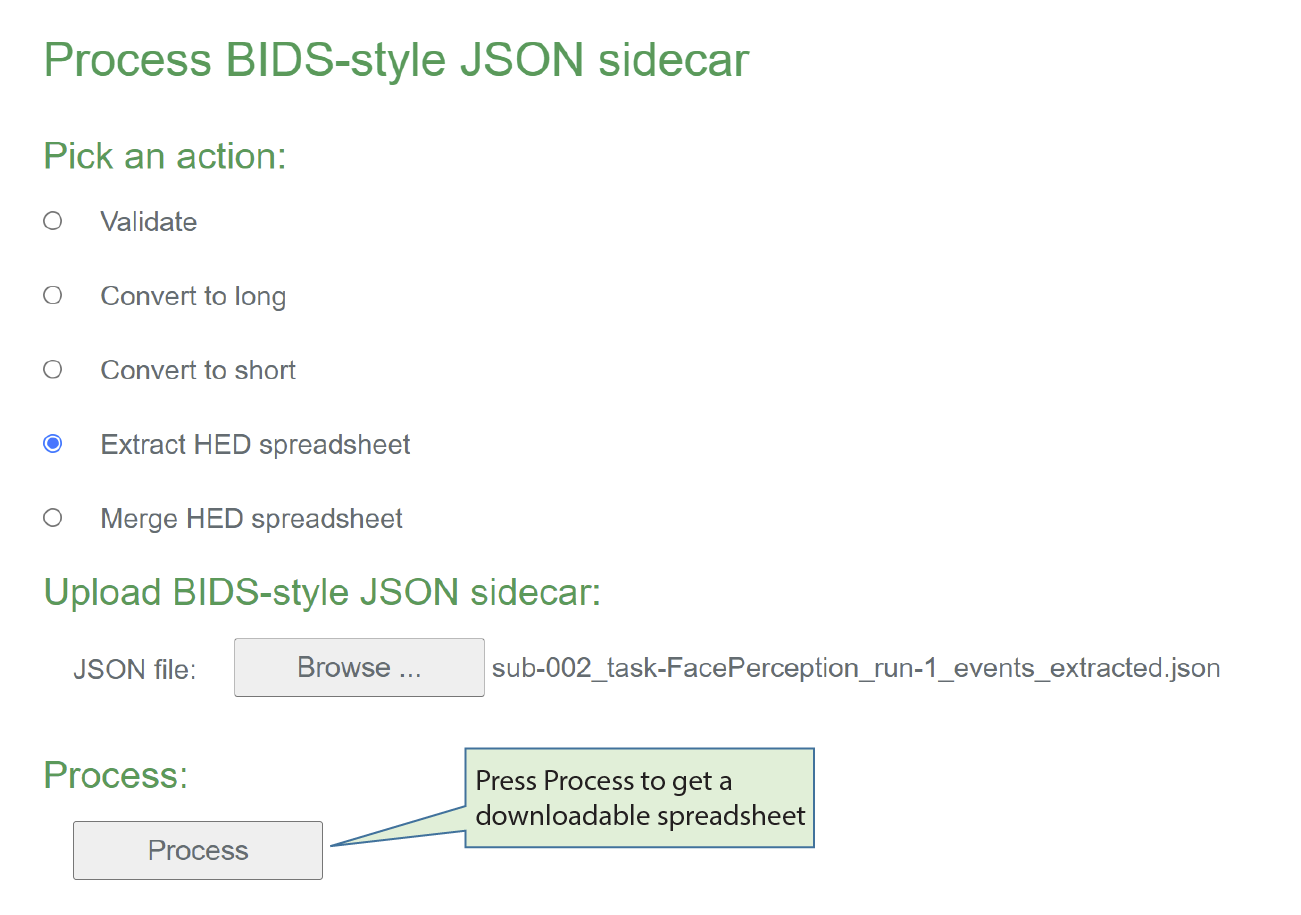 Process BIDS-style JSON sidecar
Pick an action:
Validate
Convert to long
Convert to short
Extract HED spreadsheet
Merge HED spreadsheet
Upload BIDS-style JSON sidecar:
JSON file: Browse ... sub-002_task-FacePerception_run-1_events_extracted.json
Process:
Press Process to get a
downloadable spreadsheet
Process